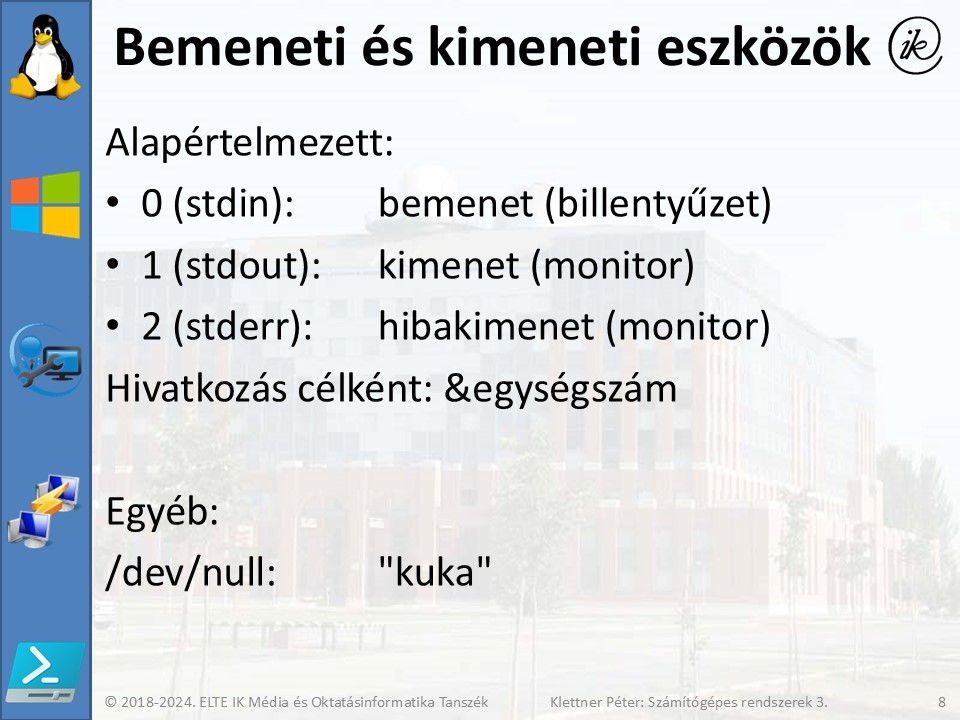 Bemeneti és kimeneti eszközök
ik
Alapértelmezett:
• 0 (stdin): bemenet (billentyűzet)
• 1 (stdout): kimenet (monitor)
• 2 (stderr): hibakimenet (monitor)
Hivatkozás célként: &egységszám
Egyéb:
/dev/null: "kuka"
© 2018-2024. ELTE IK Média és Oktatásinformatika Tanszék Klettner Péter: Számítógépes rendszerek 3. 8